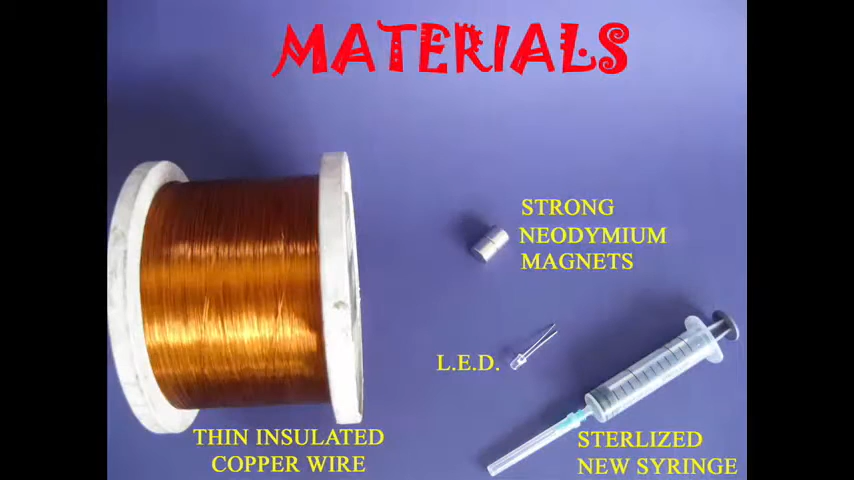 MATERIALS
STRONG
NEODYMIUM
MAGNETS
L.E.D.
THIN INSULATED
COPPER WIRE
STERLIZED
NEW SYRINGE